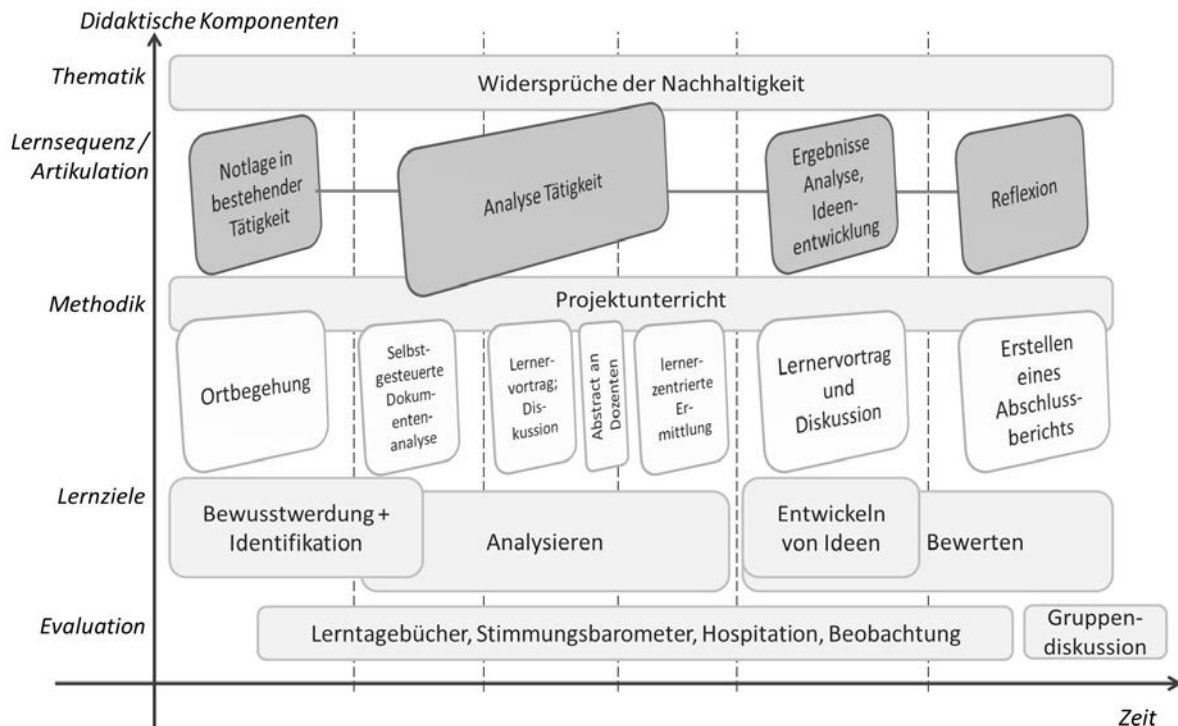 Didaktische Komponenten
Thematik
Widersprüche der Nachhaltigkeit
Lernsequenz /
Artikulation
Notlage in
bestehender
Tätigkeit
Analyse Tätigkeit
Ergebnisse
Analyse,
Ideen-
entwicklung
Reflexion
Methodik
Projektunterricht
Ortbegehung
Selbst-
gesteuerte
Dokum-
enten-
analyse
Lerner-
vortrag;
Dis-
kussion
Abstract an
Dozenten
lerner-
zentrierte
Er-
mittlung
Lernervortrag
und
Diskussion
Erstellen
eines
Abschluss-
berichts
Lernziele
Bewusstwerdung +
Identifikation
Analysieren
Entwickeln
von Ideen
Bewerten
Evaluation
Lerntagebücher, Stimmungsbarometer, Hospitation, Beobachtung
Gruppen-
diskussion
Zeit